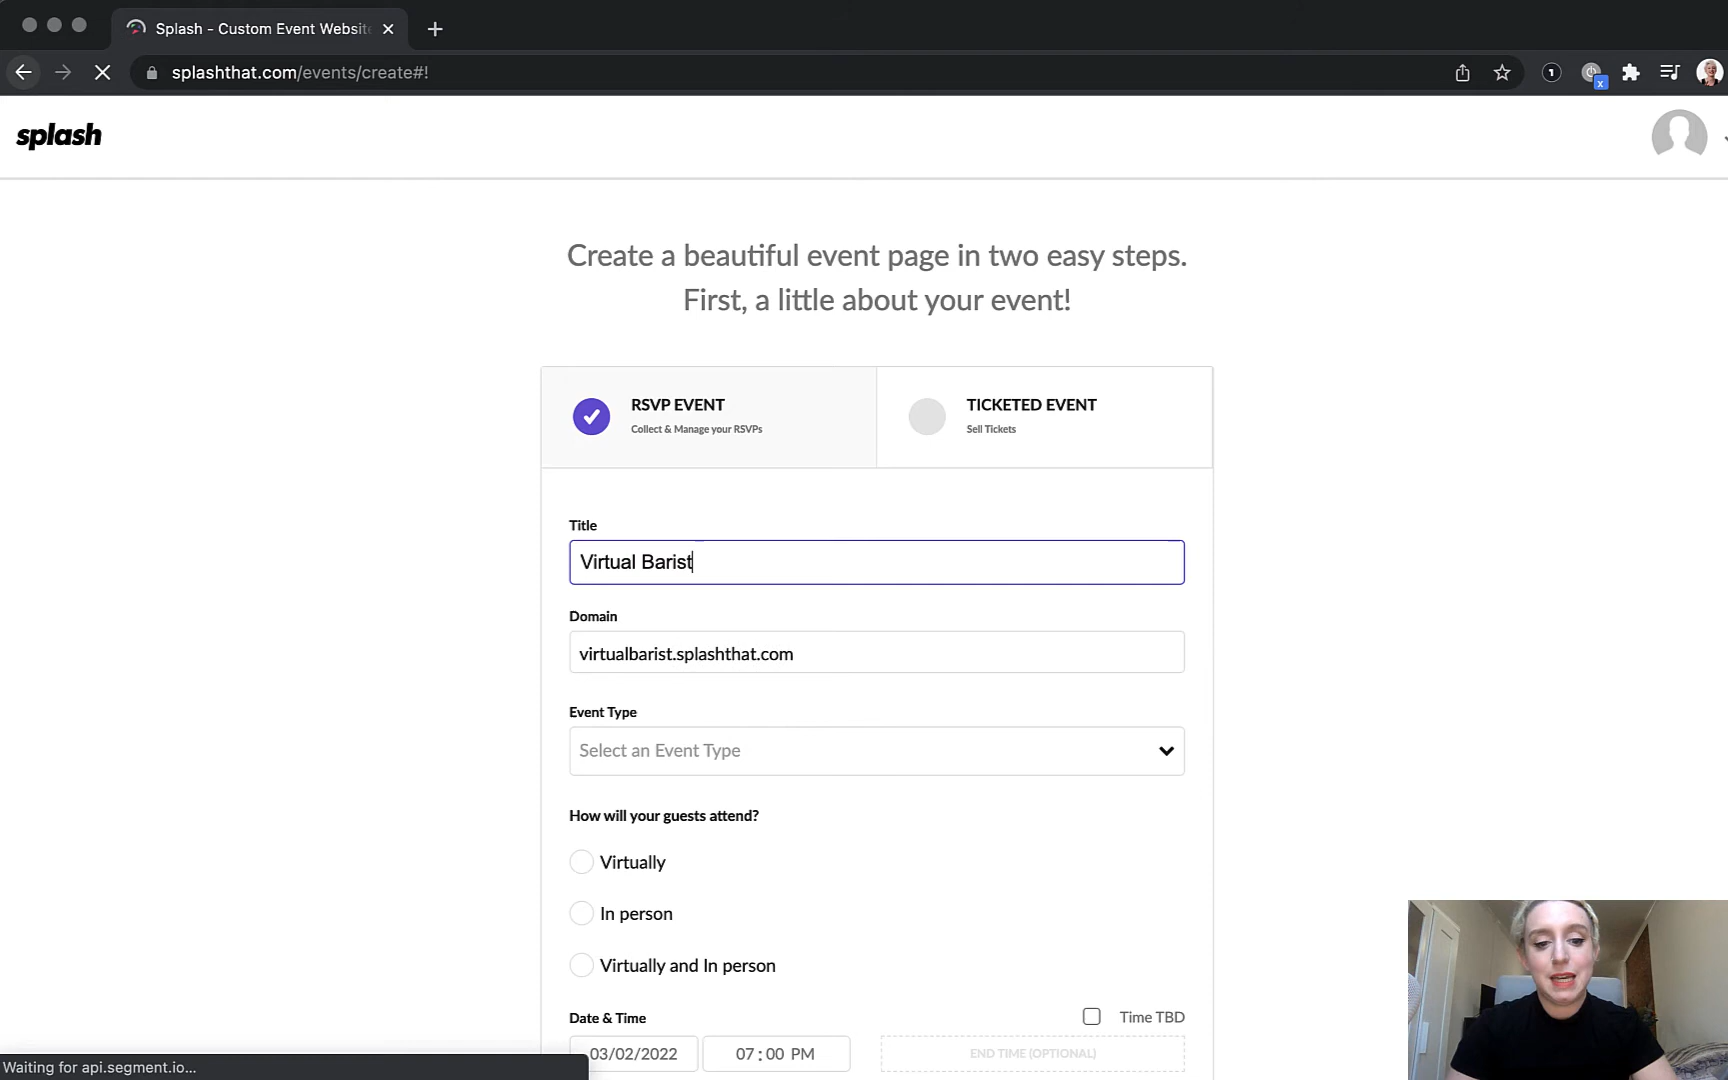 Splash - Custom Event Website
splashthat.com/events/create#!
splash
Create a beautiful event page in two easy steps.
First, a little about your event!
RSVP EVENT
Collect & Manage your RSVPs
TICKETED EVENT
Sell Tickets
Title
Virtual Barist
Domain
virtualbarist.splashthat.com
Event Type
Select an Event Type
How will your guests attend?
Virtually
In person
Virtually and In person
Date & Time
Time TBD
03/02/2022
07:00 PM
END TIME (OPTIONAL)
Waiting for api.segment.io...